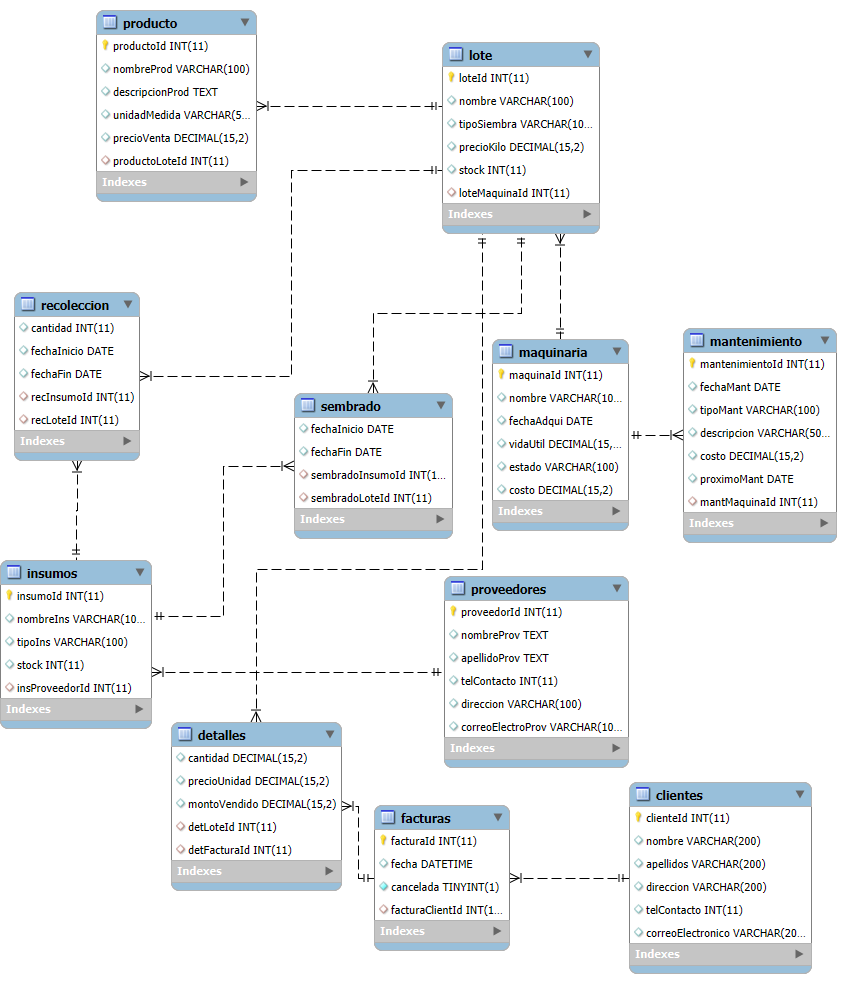 producto
productoId INT(11)
nombreProd VARCHAR(100)
descripcionProd TEXT
unidadMedida VARCHAR(5...
precioVenta DECIMAL(15,2)
productoLoteId INT(11)
Indexes
lote
loteId INT(11)
nombre VARCHAR(100)
tipoSiembra VARCHAR(10...
precioKilo DECIMAL(15,2)
stock INT(11)
loteMaquinaId INT(11)
Indexes
recoleccion
cantidad INT(11)
fechaInicio DATE
fechaFin DATE
recInsumoId INT(11)
recLoteId INT(11)
Indexes
sembrado
fechaInicio DATE
fechaFin DATE
sembradoInsumoId INT(1...
sembradoLoteId INT(11)
Indexes
maquinaria
maquinaId INT(11)
nombre VARCHAR(10...
fechaAdqui DATE
vidaUtil DECIMAL(15,...
estado VARCHAR(100)
costo DECIMAL(15,2)
Indexes
mantenimiento
mantenimientoId INT(11)
fechaMant DATE
tipoMant VARCHAR(100)
descripcion VARCHAR(50...
costo DECIMAL(15,2)
proximoMant DATE
mantMaquinaId INT(11)
Indexes
insumos
insumoId INT(11)
nombreIns VARCHAR(10...
tipoIns VARCHAR(100)
stock INT(11)
insProveedorId INT(11)
Indexes
proveedores
proveedorId INT(11)
nombreProv TEXT
apellidoProv TEXT
telContacto INT(11)
direccion VARCHAR(100)
correoElectroProv VARCHAR(10...
Indexes
detalles
cantidad DECIMAL(15,2)
precioUnidad DECIMAL(15,2)
montoVendido DECIMAL(15,2)
detLoteId INT(11)
detFacturaId INT(11)
Indexes
facturas
facturaId INT(11)
fecha DATETIME
cancelada TINYINT(1)
facturaClientId INT(1...
Indexes
clientes
clienteId INT(11)
nombre VARCHAR(200)
apellidos VARCHAR(200)
direccion VARCHAR(200)
telContacto INT(11)
correoElectronico VARCHAR(20...
Indexes